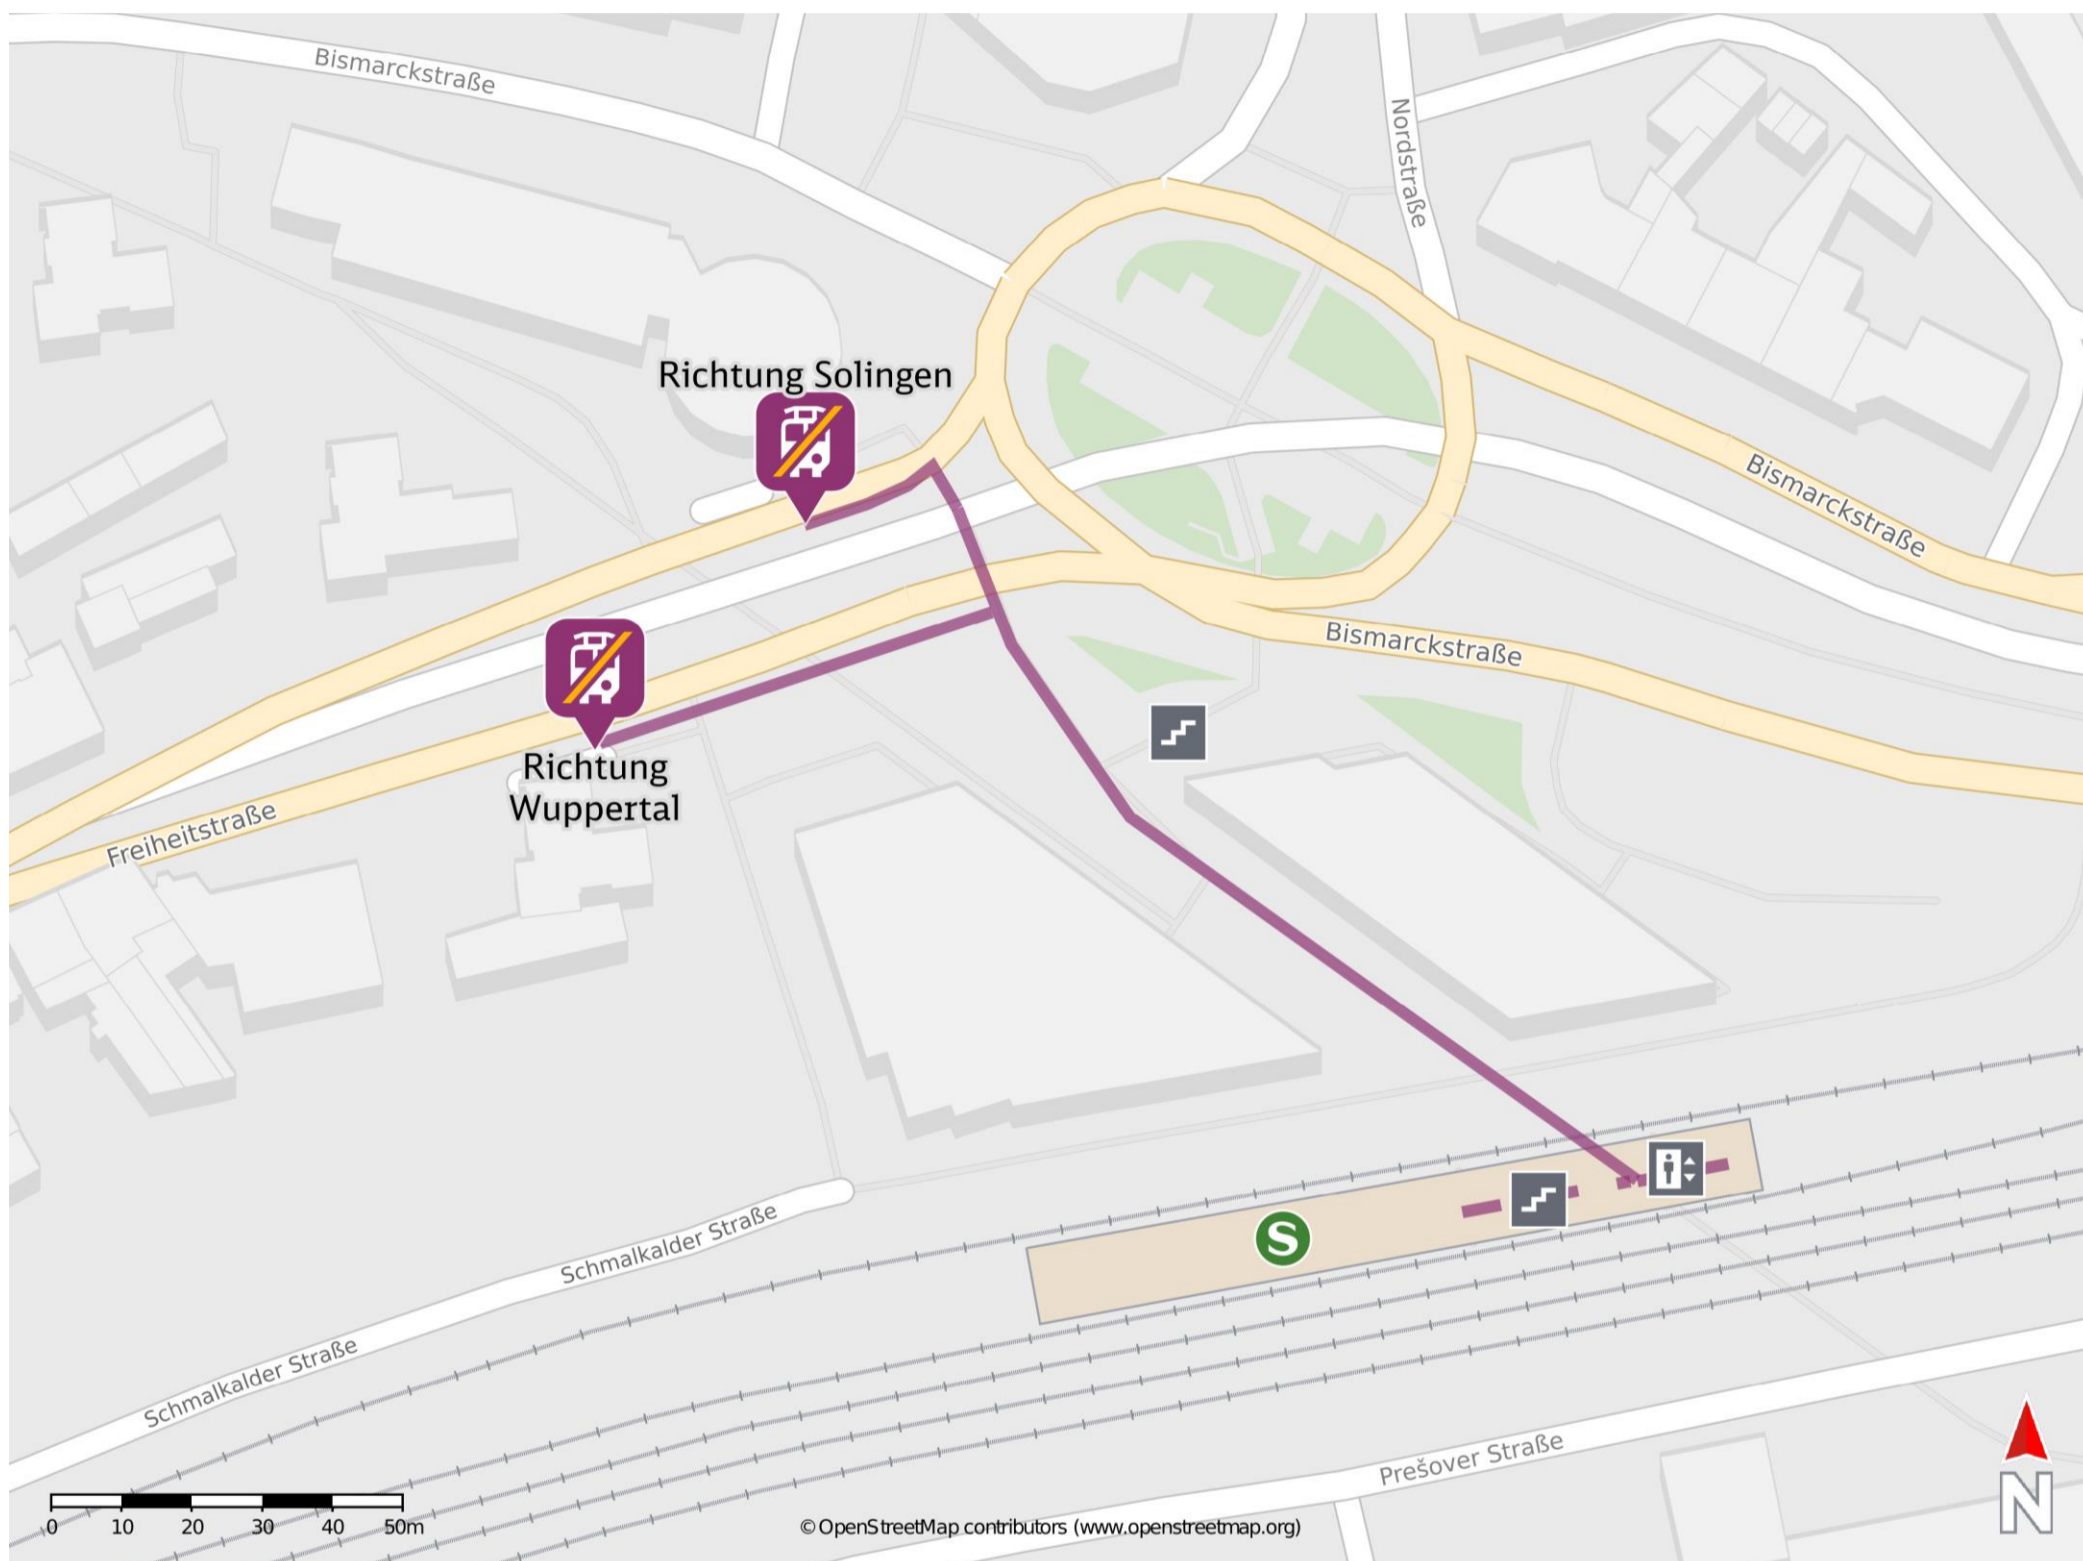 Bismarckstraße
Nordstraße
Richtung Solingen
Bismarckstraße
Bismarckstraße
Richtung
Wuppertal
Freiheitstraße
S
Schmalkalder Straße
Schmalkalder Straße
Prešover Straße
0 10 20 30 40 50m
© OpenStreetMap contributors (www.openstreetmap.org)
N